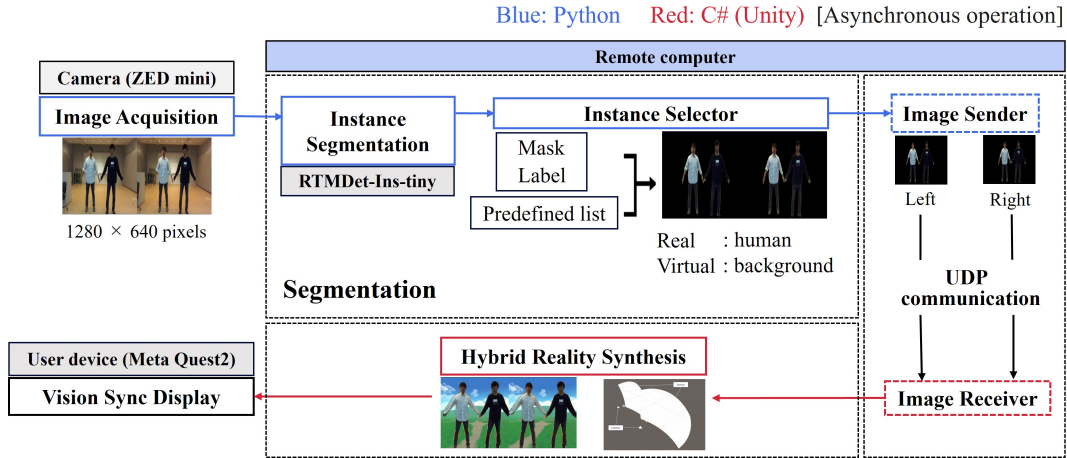 Blue: Python Red: C# (Unity) [Asynchronous operation]
Remote computer
Camera (ZED mini)
Image Acquisition
1280 × 640 pixels
Instance
Segmentation
RTMDet-Ins-tiny
Instance Selector
Mask
Label
Predefined list
Real : human
Virtual : background
Segmentation
Image Sender
Left Right
UDP
communication
Image Receiver
Hybrid Reality Synthesis
User device (Meta Quest2)
Vision Sync Display